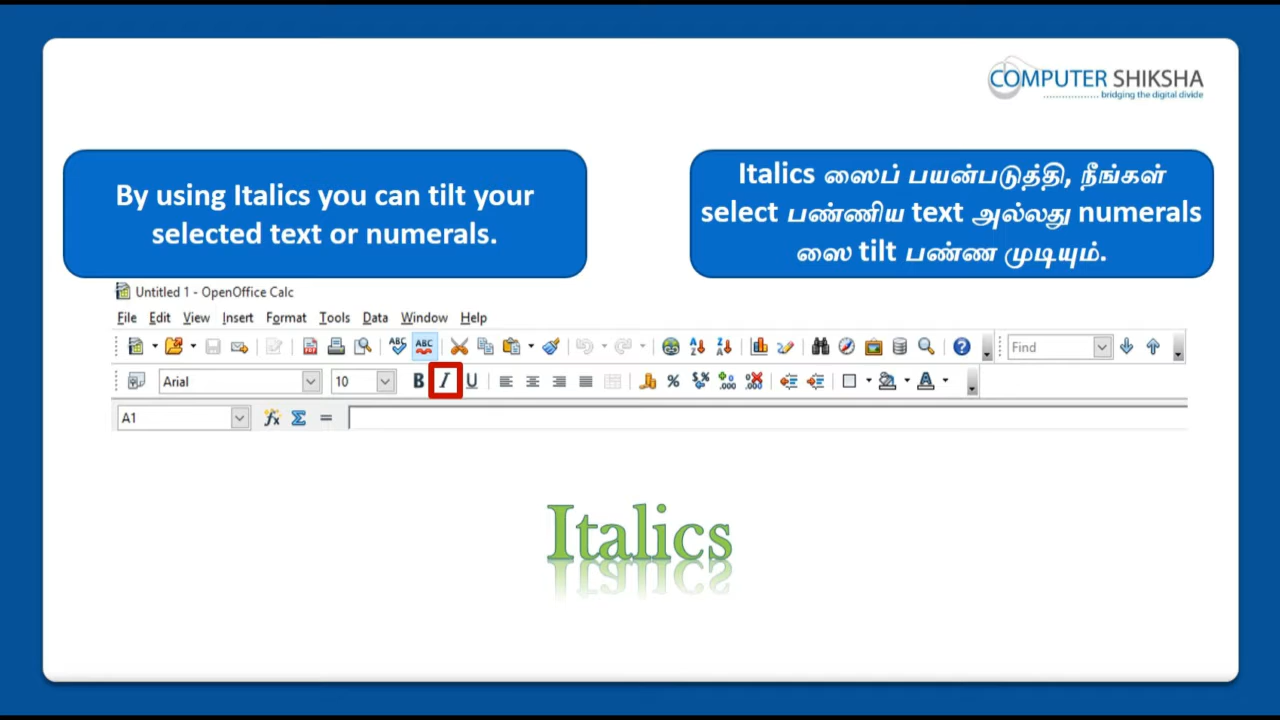 COMPUTER SHIKSHA
bridging the digital divide
By using Italics you can tilt your
selected text or numerals.
Italics ஸைப் பயன்படுத்தி, நீங்கள்
select பண்ணிய text அல்லது numerals
ஸை tilt பண்ண முடியும்.
Untitled 1 - OpenOffice Calc
File Edit View Insert Format Tools Data Window Help
ABC ABC Find
Arial 10 B I U
A1
Italics